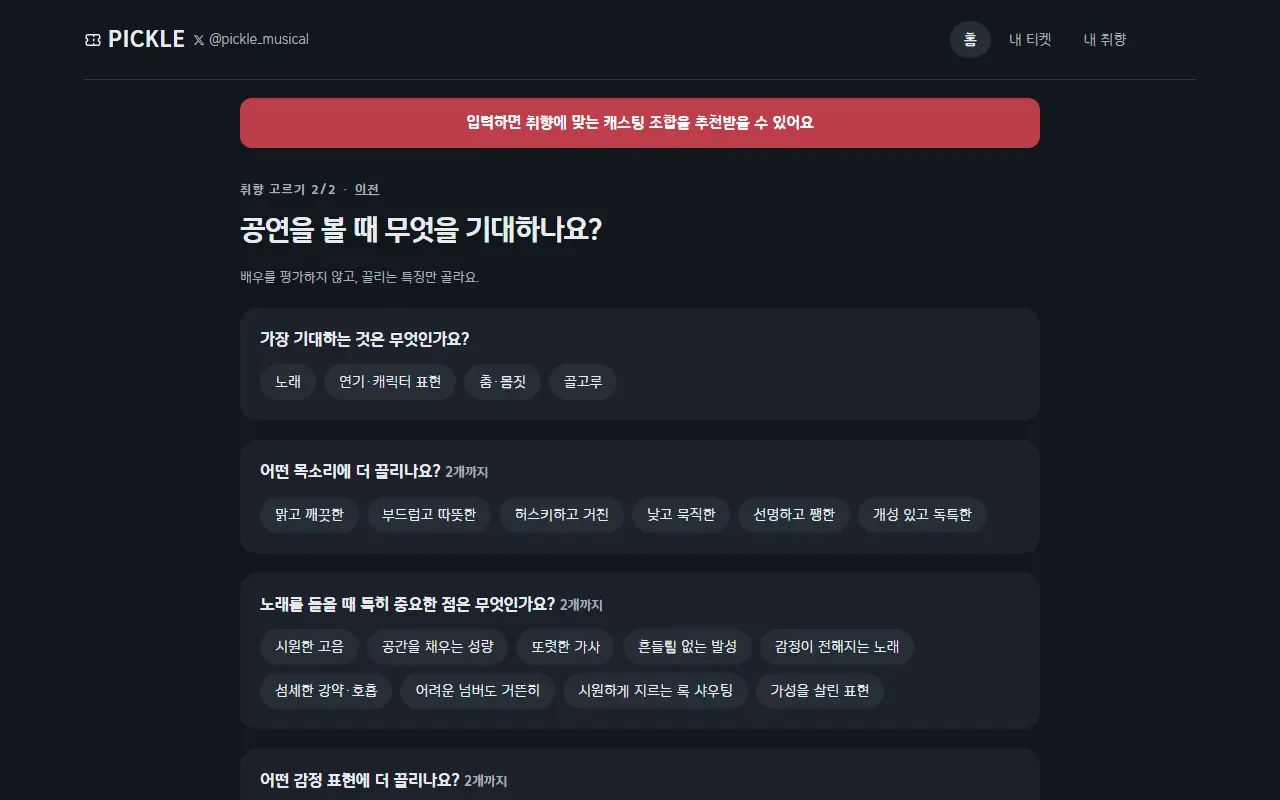 PICKLE 𝕏 @pickle_musical 홈 내 티켓 내 취향
입력하면 취향에 맞는 캐스팅 조합을 추천받을 수 있어요
취향 고르기 2/2 · 이전
공연을 볼 때 무엇을 기대하나요?
배우를 평가하지 않고, 끌리는 특징만 골라요.
가장 기대하는 것은 무엇인가요?
노래 연기·캐릭터 표현 춤·몸짓 골고루
어떤 목소리에 더 끌리나요? 2개까지
맑고 깨끗한 부드럽고 따뜻한 허스키하고 거친 낮고 묵직한 선명하고 쨍한 개성 있고 독특한
노래를 들을 때 특히 중요한 점은 무엇인가요? 2개까지
시원한 고음 공간을 채우는 성량 또렷한 가사 흔들림 없는 발성 감정이 전해지는 노래
섬세한 강약·호흡 어려운 넘버도 거뜬히 시원하게 지르는 록 샤우팅 가성을 살린 표현
어떤 감정 표현에 더 끌리나요? 2개까지